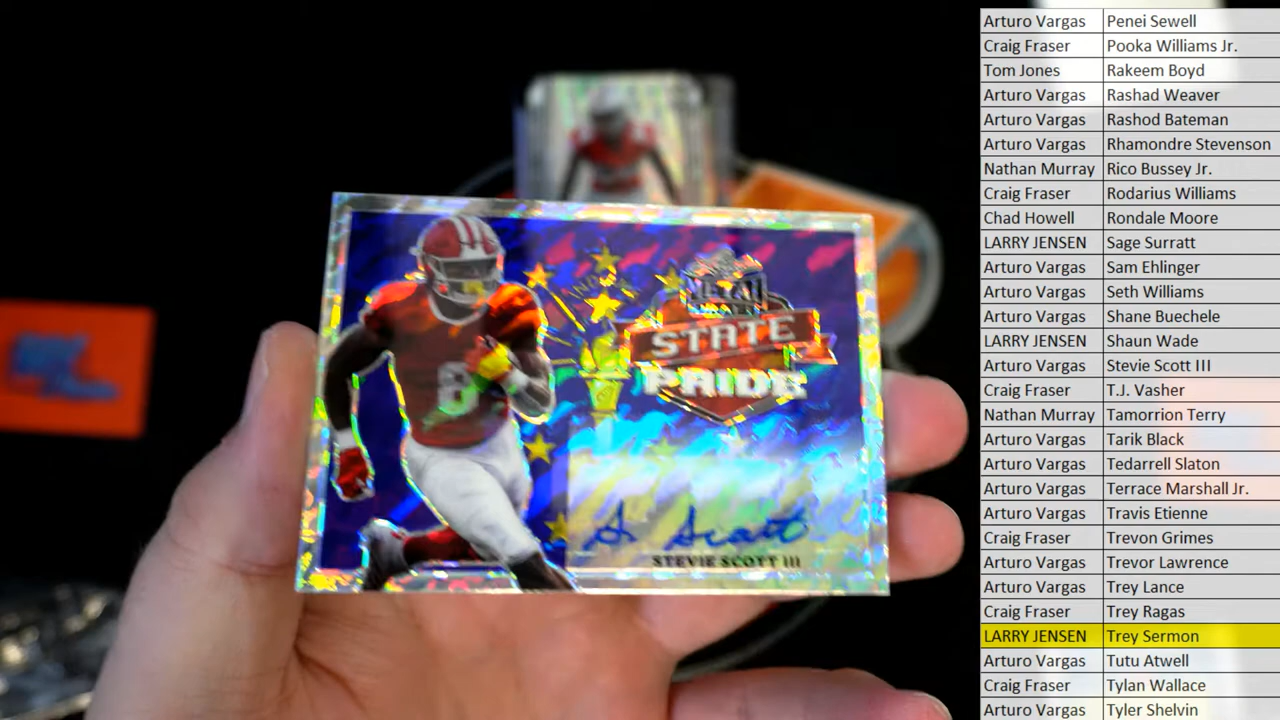 METAL
STATE
PRIDE
8
S. Scott
STEVIE SCOTT III
Arturo Vargas Penei Sewell
Craig Fraser Pooka Williams Jr.
Tom Jones Rakeem Boyd
Arturo Vargas Rashad Weaver
Arturo Vargas Rashod Bateman
Arturo Vargas Rhamondre Stevenson
Nathan Murray Rico Bussey Jr.
Craig Fraser Rodarius Williams
Chad Howell Rondale Moore
LARRY JENSEN Sage Surratt
Arturo Vargas Sam Ehlinger
Arturo Vargas Seth Williams
Arturo Vargas Shane Buechele
LARRY JENSEN Shaun Wade
Arturo Vargas Stevie Scott III
Craig Fraser T.J. Vasher
Nathan Murray Tamorrion Terry
Arturo Vargas Tarik Black
Arturo Vargas Tedarrell Slaton
Arturo Vargas Terrace Marshall Jr.
Arturo Vargas Travis Etienne
Craig Fraser Trevon Grimes
Arturo Vargas Trevor Lawrence
Arturo Vargas Trey Lance
Craig Fraser Trey Ragas
LARRY JENSEN Trey Sermon
Arturo Vargas Tutu Atwell
Craig Fraser Tylan Wallace
Arturo Vargas Tyler Shelvin